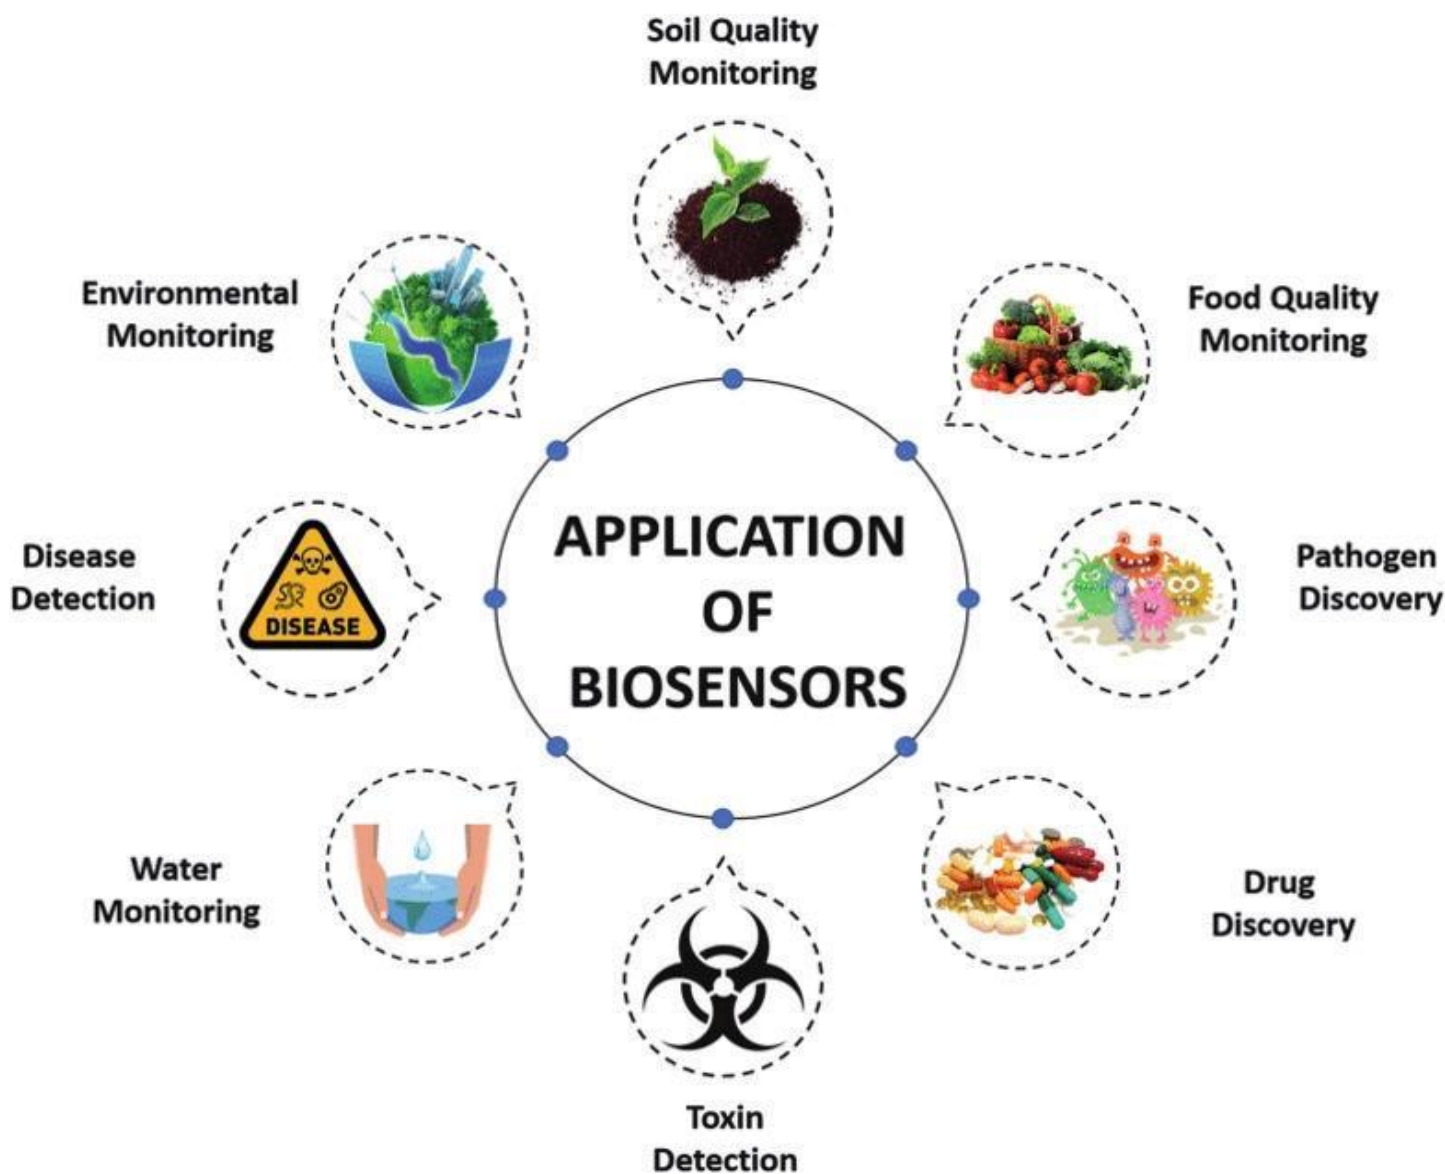 Soil Quality
Monitoring
Environmental
Monitoring
Food Quality
Monitoring
APPLICATION
OF
BIOSENSORS
Disease
Detection
DISEASE
Pathogen
Discovery
Water
Monitoring
Drug
Discovery
Toxin
Detection